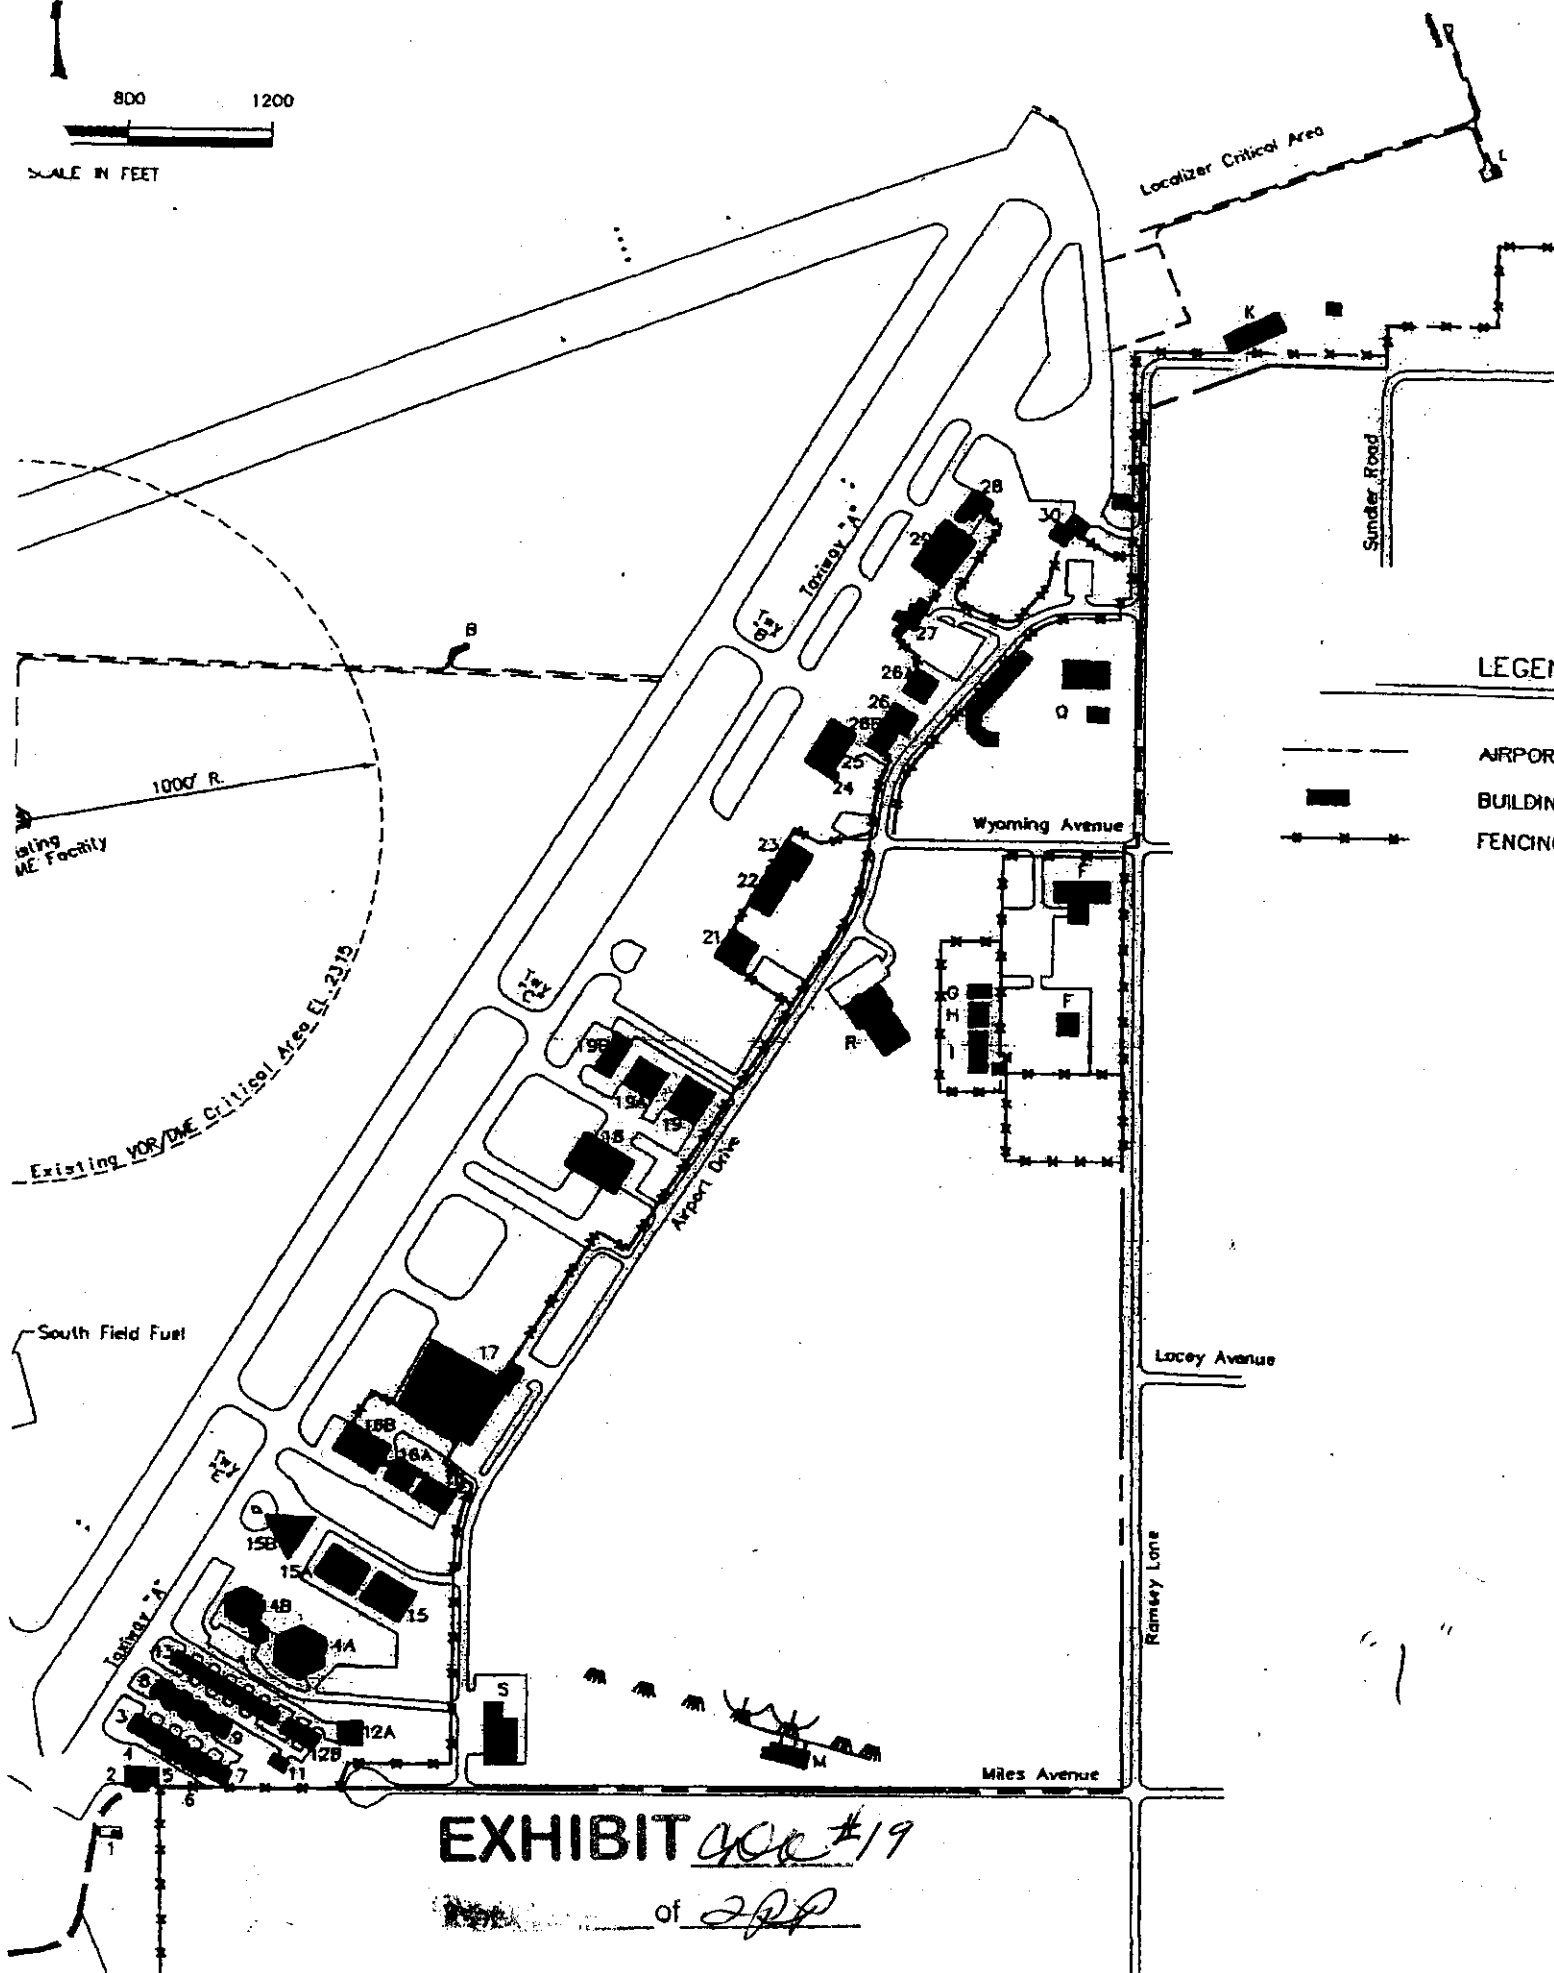 800 1200
SCALE IN FEET
Localizer Critical Area
L
K
Sunder Road
28
30
29
Taxiway "A"
Twy "B"
27
B
26A
26
26B
Q
25
24
1000' R.
LEGEN
AIRPOR
BUILDIN
FENCING
Wyoming Avenue
isting
ME Facility
23
22
21
F
G
H
I
F
R
Twy "C"
19B
19A
19
18
Existing VOR/DME Critical Area EL. 2315
Airport Drive
South Field Fuel
17
Lacey Avenue
16B
16A
Twy "E"
15B
15A
15
14B
14A
Taxiway "A"
Ramsey Lane
13
8
3
9
S
12A
12B
M
4
2
5
7
11
6
1
Miles Avenue
EXHIBIT #19
of 2pp